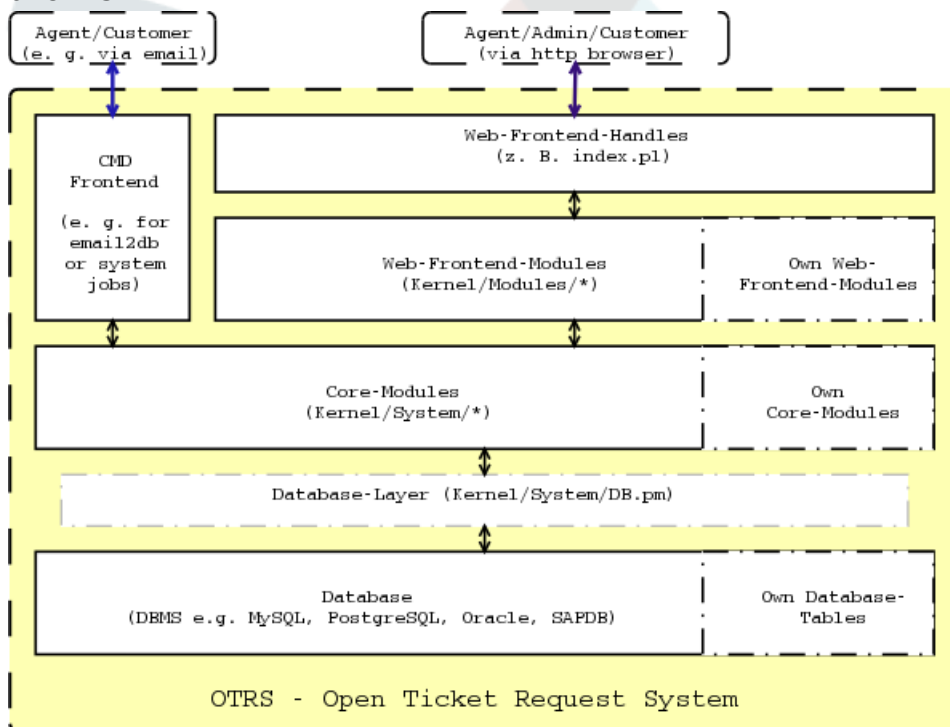 Agent/Customer
(e. g. via email)
Agent/Admin/Customer
(via http browser)
CMD
Frontend
(e. g. for
email2db
or system
jobs)
Web-Frontend-Handles
(z. B. index.pl)
Web-Frontend-Modules
(Kernel/Modules/*)
Own Web-
Frontend-Modules
Core-Modules
(Kernel/System/*)
Own
Core-Modules
Database-Layer (Kernel/System/DB.pm)
Database
(DBMS e.g. MySQL, PostgreSQL, Oracle, SAPDB)
Own Database-
Tables
OTRS - Open Ticket Request System